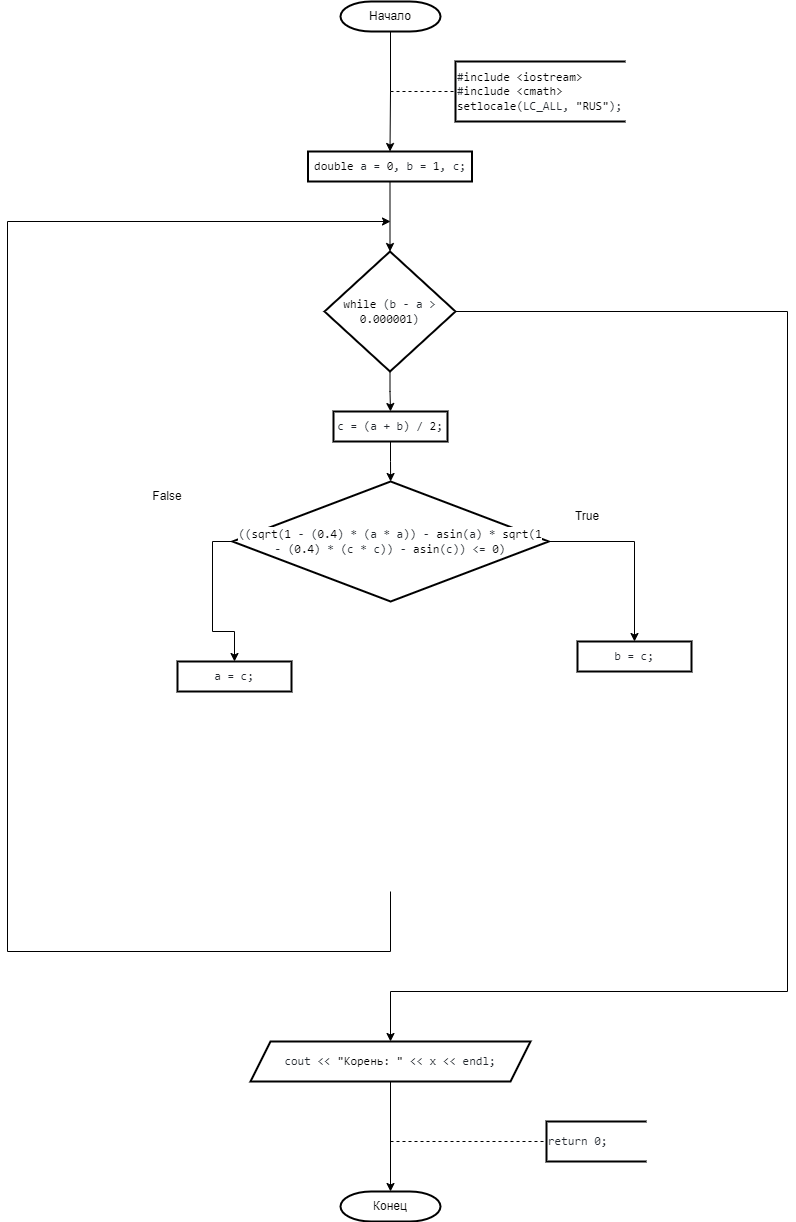 Начало
#include <iostream>
#include <cmath>
setlocale(LC_ALL, "RUS");
double a = 0, b = 1, c;
while (b - a >
0.000001)
c = (a + b) / 2;
False
True
((sqrt(1 - (0.4) * (a * a)) - asin(a) * sqrt(1
- (0.4) * (c * c)) - asin(c)) <= 0)
b = c;
a = c;
cout << "Корень: " << x << endl;
return 0;
Конец